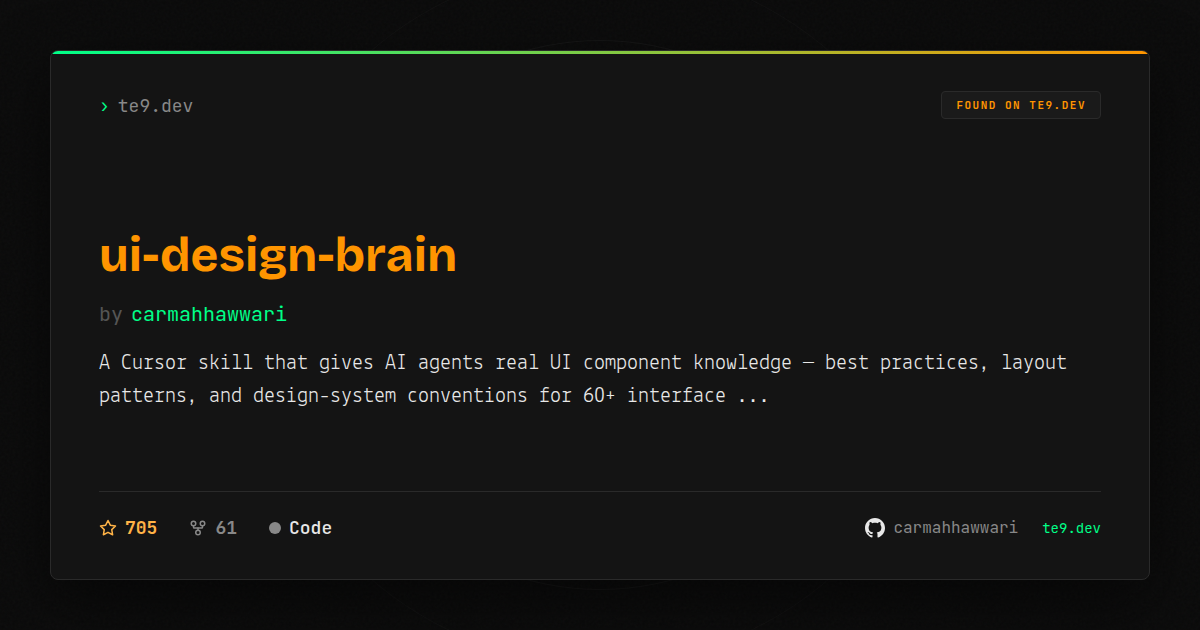 › te9.dev
FOUND ON TE9.DEV
ui-design-brain
by carmahhawwari
A Cursor skill that gives AI agents real UI component knowledge — best practices, layout
patterns, and design-system conventions for 60+ interface ...
705 61 Code
carmahhawwari te9.dev